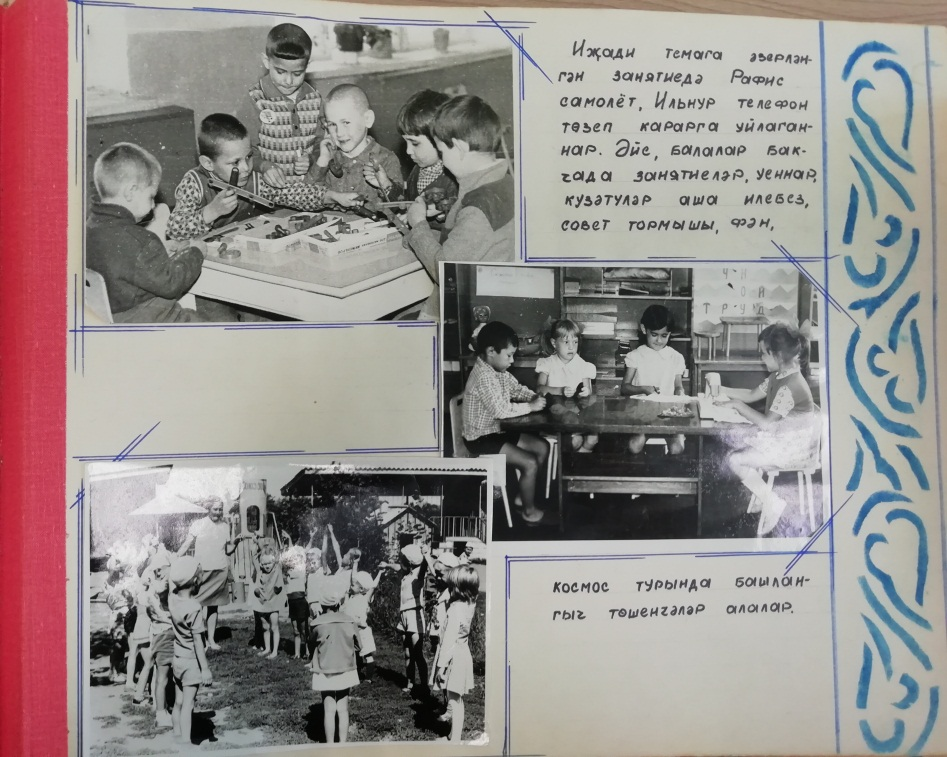 Иҗади темага әзерлән-
гән занятиедә Рафис
самолёт, Ильнур телефон
төзеп карарга уйлаган-
нар. Әйе, балалар бак-
чада занятиеләр, уеннар,
күзәтүләр аша илебез,
совет тормышы, фән,
ТРУД
космос турында башлан-
гыч төшенчәләр алалар.